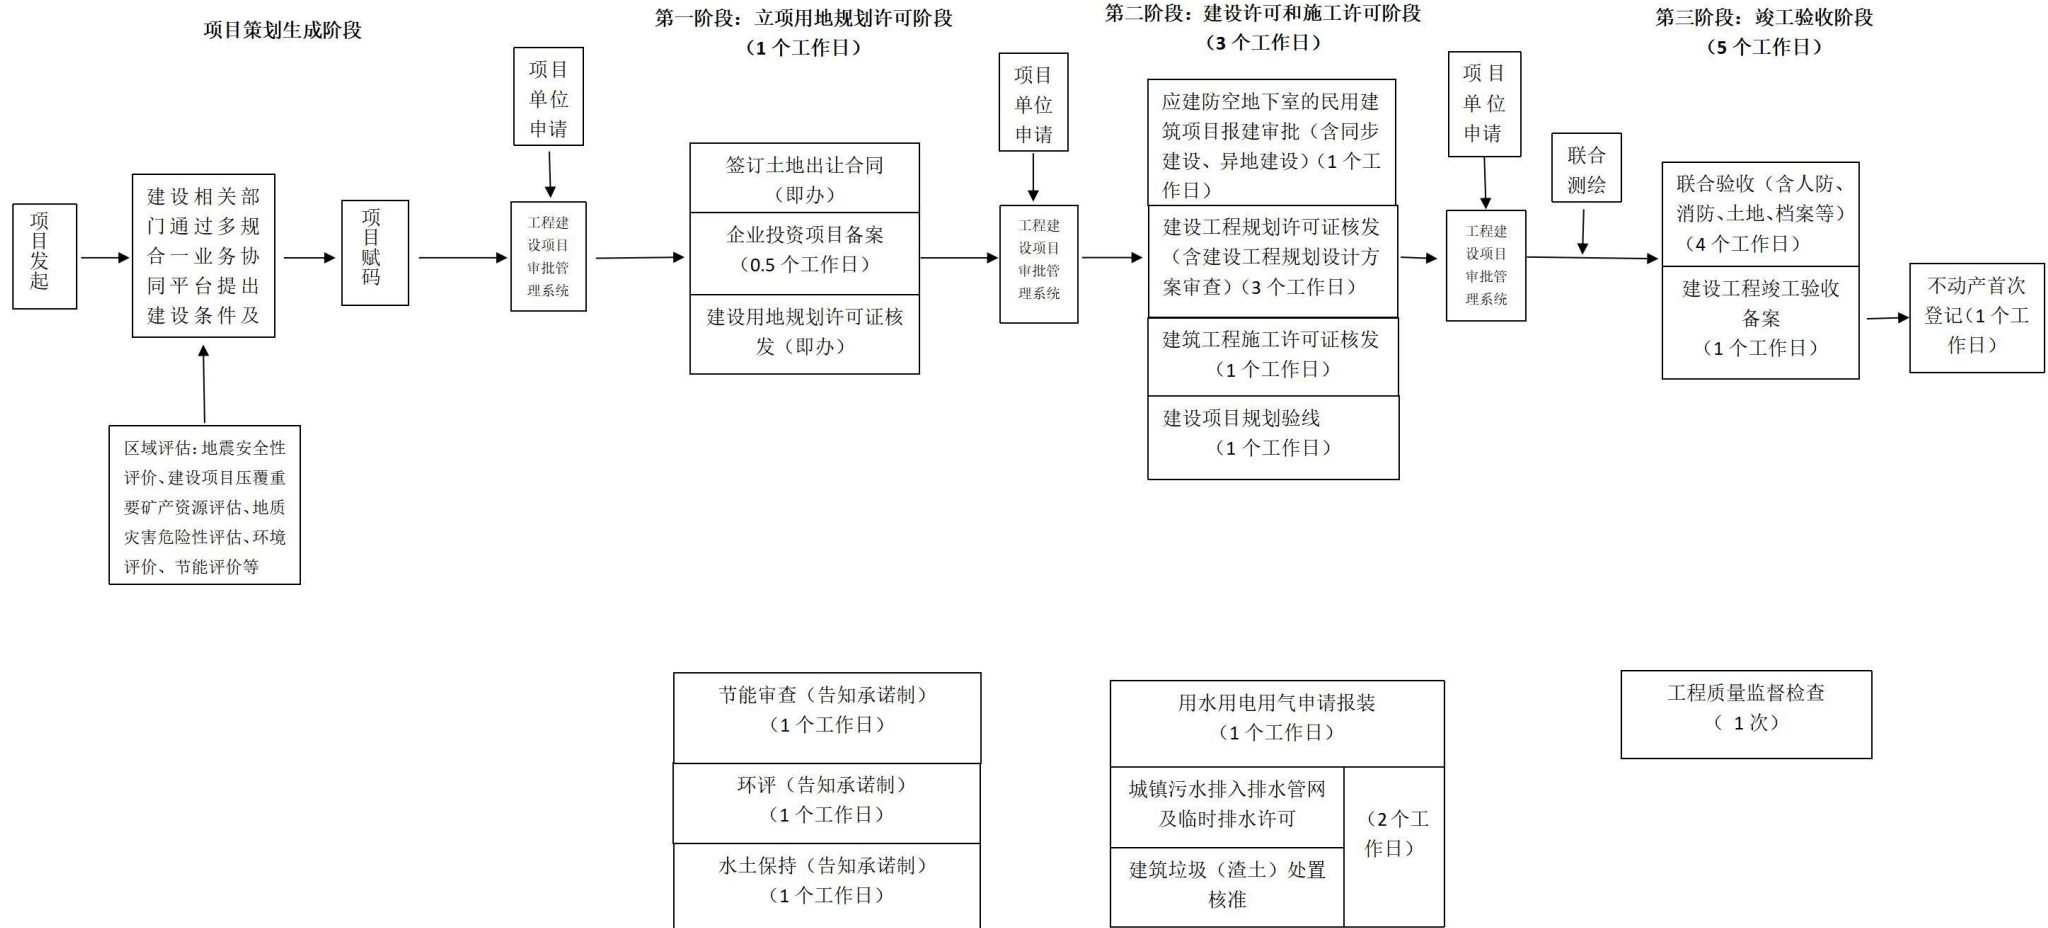 项目策划生成阶段
第一阶段：立项用地规划许可阶段
（1 个工作日）
第二阶段：建设许可和施工许可阶段
（3 个工作日）
第三阶段：竣工验收阶段
（5 个工作日）
项目发起
建设相关部
门通过多规
合一业务协
同平台提出
建设条件及
区域评估：地震安全性
评价、建设项目压覆重
要矿产资源评估、地质
灾害危险性评估、环境
评价、节能评价等
项目赋码
项目
单位
申请
工程建
设项目
审批管
理系统
签订土地出让合同
（即办）
企业投资项目备案
（0.5 个工作日）
建设用地规划许可证核
发（即办）
项目
单位
申请
工程建
设项目
审批管
理系统
应建防空地下室的民用建
筑项目报建审批（含同步
建设、异地建设）（1 个工
作日）
建设工程规划许可证核发
（含建设工程规划设计方
案审查）（3 个工作日）
建筑工程施工许可证核发
（1 个工作日）
建设项目规划验线
（1 个工作日）
项目
单位
申请
工程建
设项目
审批管
理系统
联合
测绘
联合验收（含人防、
消防、土地、档案等）
（4 个工作日）
建设工程竣工验收
备案
（1 个工作日）
不动产首次
登记（1 个工
作日）
节能审查（告知承诺制）
（1 个工作日）
环评（告知承诺制）
（1 个工作日）
水土保持（告知承诺制）
（1 个工作日）
用水用电用气申请报装
（1 个工作日）
城镇污水排入排水管网
及临时排水许可
建筑垃圾（渣土）处置
核准
（2 个工
作日）
工程质量监督检查
（ 1 次）